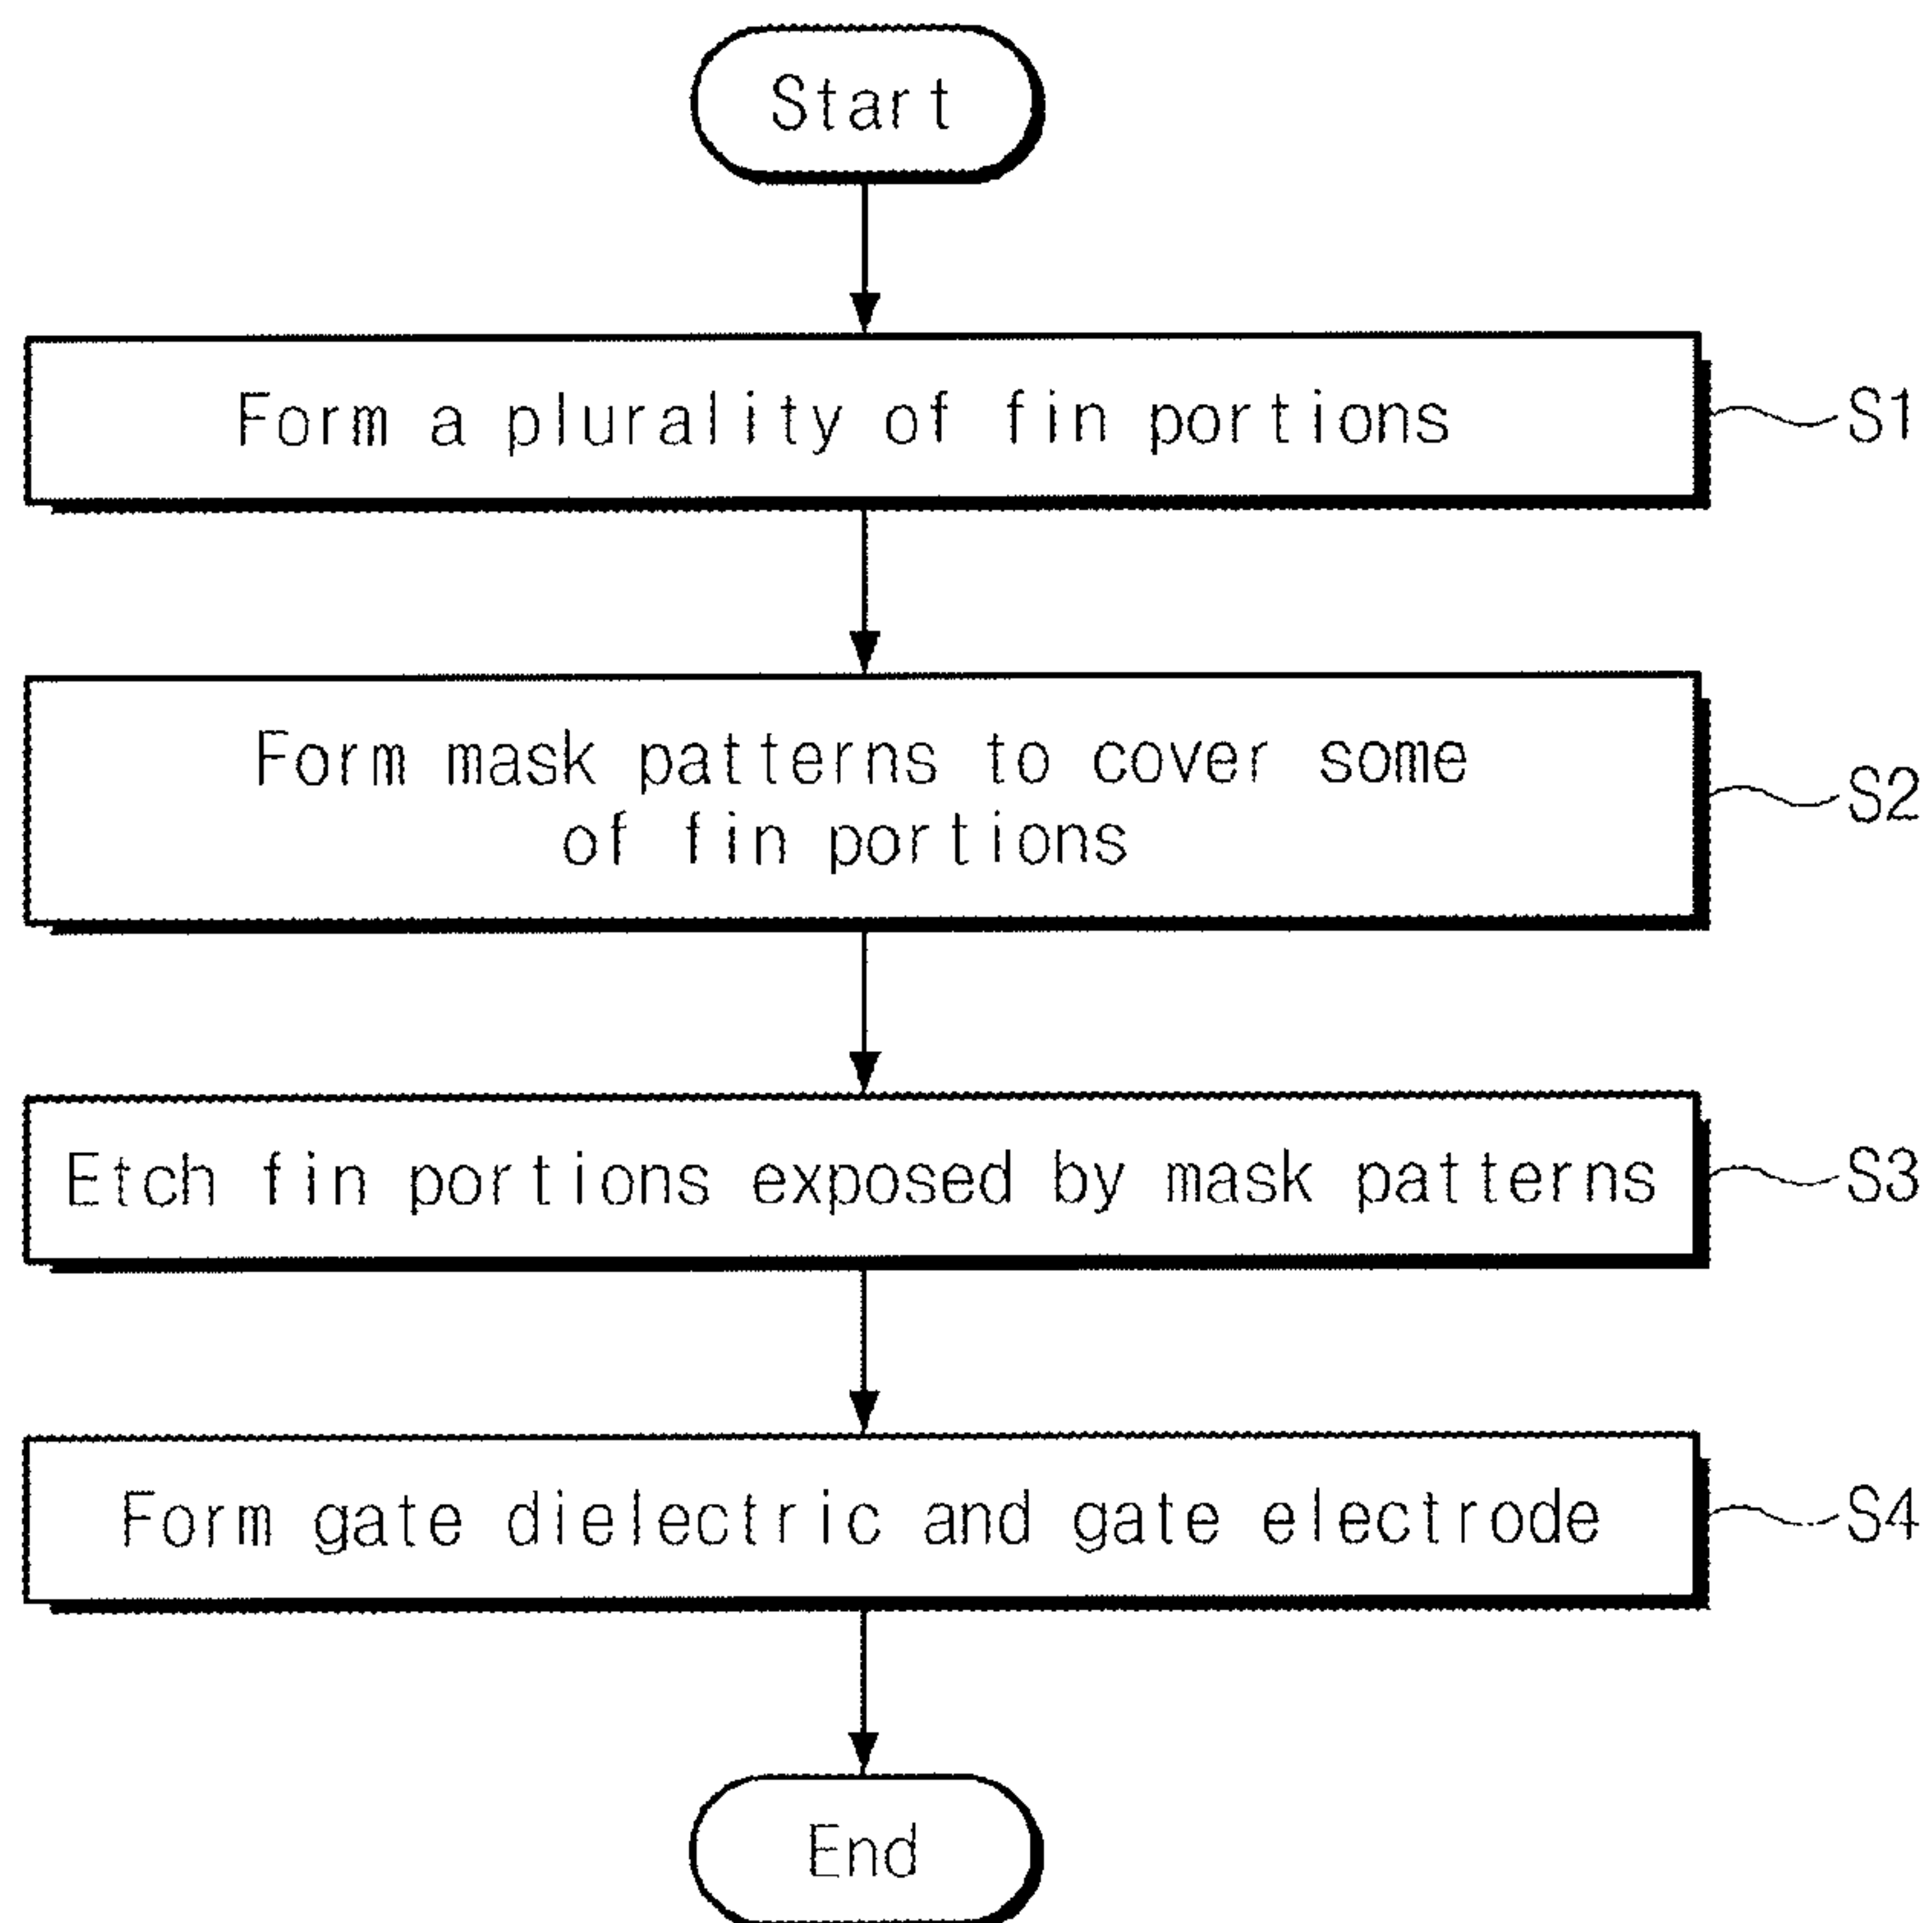 Start
Form a plurality of fin portions
S1
Form mask patterns to cover some
of fin portions
S2
Etch fin portions exposed by mask patterns
S3
Form gate dielectric and gate electrode
S4
End